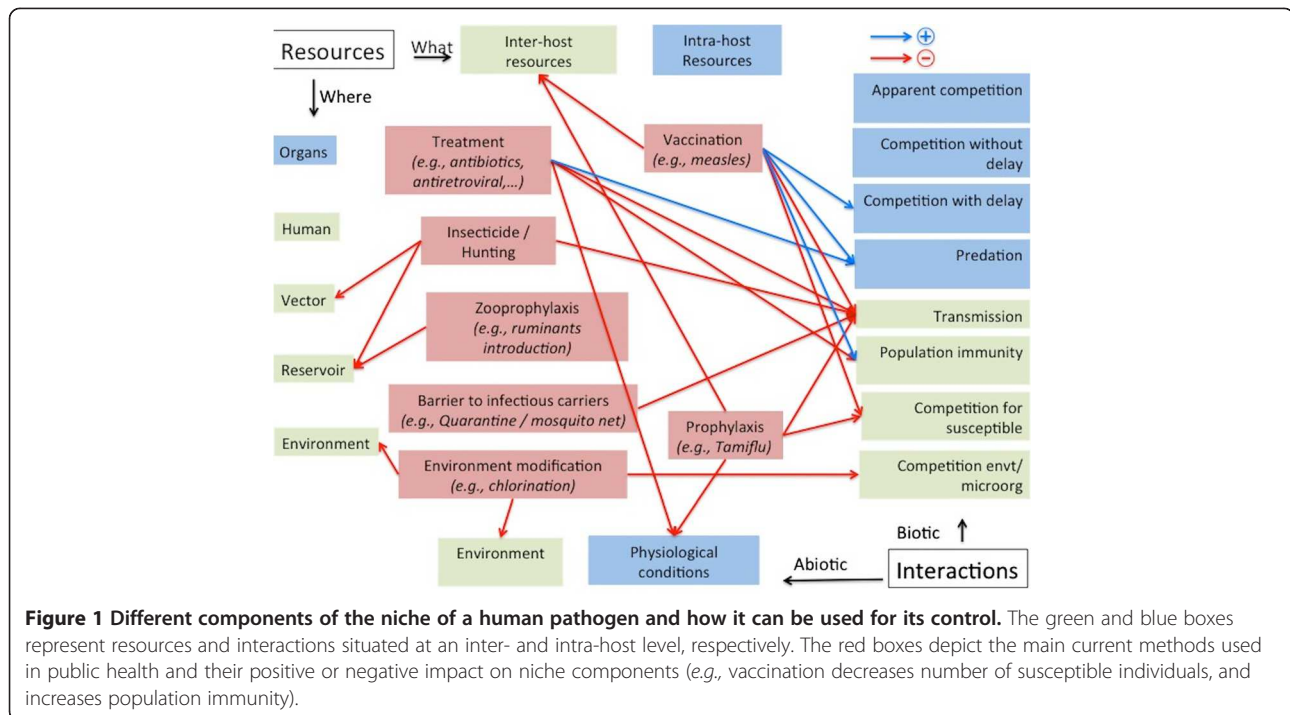 Resources
What
Inter-host
resources
Intra-host
Resources
+
−
Where
Apparent competition
Organs
Treatment
(e.g., antibiotics,
antiretroviral,...)
Vaccination
(e.g., measles)
Competition without
delay
Competition with delay
Human
Insecticide /
Hunting
Predation
Vector
Zooprophylaxis
(e.g., ruminants
introduction)
Transmission
Reservoir
Population immunity
Barrier to infectious carriers
(e.g., Quarantine / mosquito net)
Prophylaxis
(e.g., Tamiflu)
Competition for
susceptible
Environment
Environment modification
(e.g., chlorination)
Competition envt/
microorg
Environment
Physiological
conditions
Biotic
Abiotic
Interactions
Figure 1 Different components of the niche of a human pathogen and how it can be used for its control. The green and blue boxes
represent resources and interactions situated at an inter- and intra-host level, respectively. The red boxes depict the main current methods used
in public health and their positive or negative impact on niche components (e.g., vaccination decreases number of susceptible individuals, and
increases population immunity).